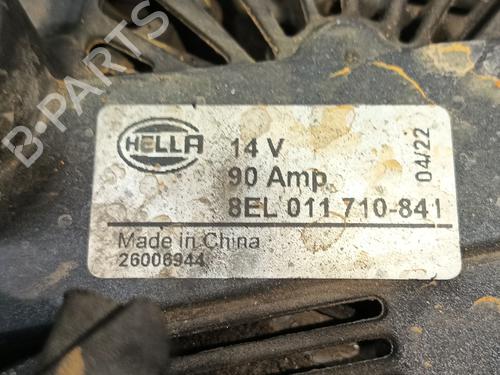 B-PARTS
HELLA
14 V
90 Amp
8EL 011 710-841
04/22
Made in China
26006944